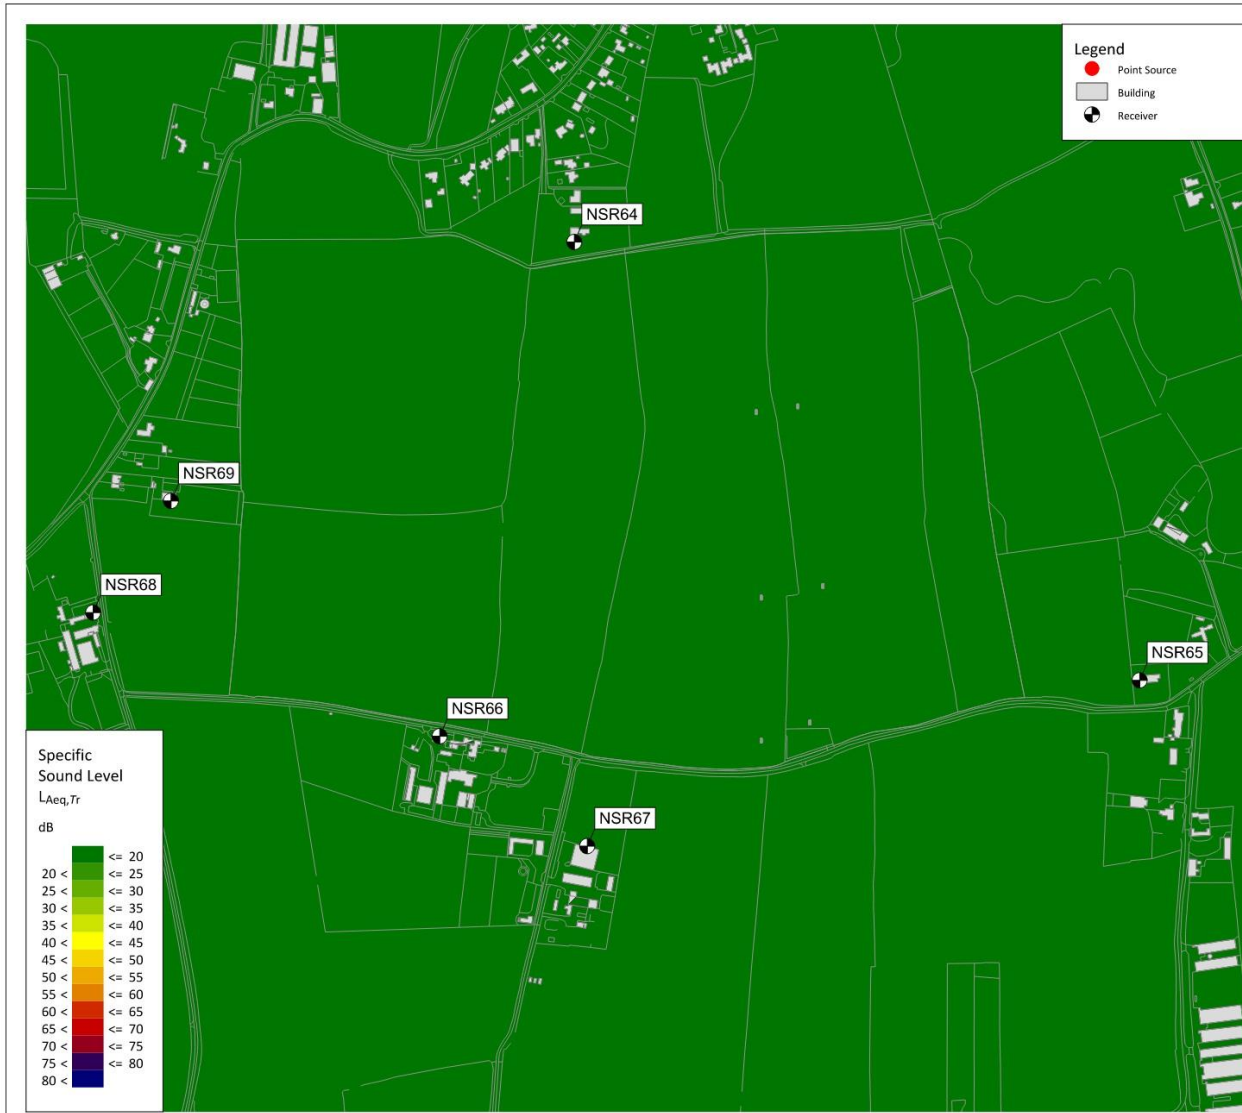 Legend
Point Source
Building
Receiver
NSR64
NSR69
NSR68
NSR65
NSR66
NSR67
Specific
Sound Level
LAeq,Tr
dB
<= 20
20 < <= 25
25 < <= 30
30 < <= 35
35 < <= 40
40 < <= 45
45 < <= 50
50 < <= 55
55 < <= 60
60 < <= 65
65 < <= 70
70 < <= 75
75 < <= 80
80 <